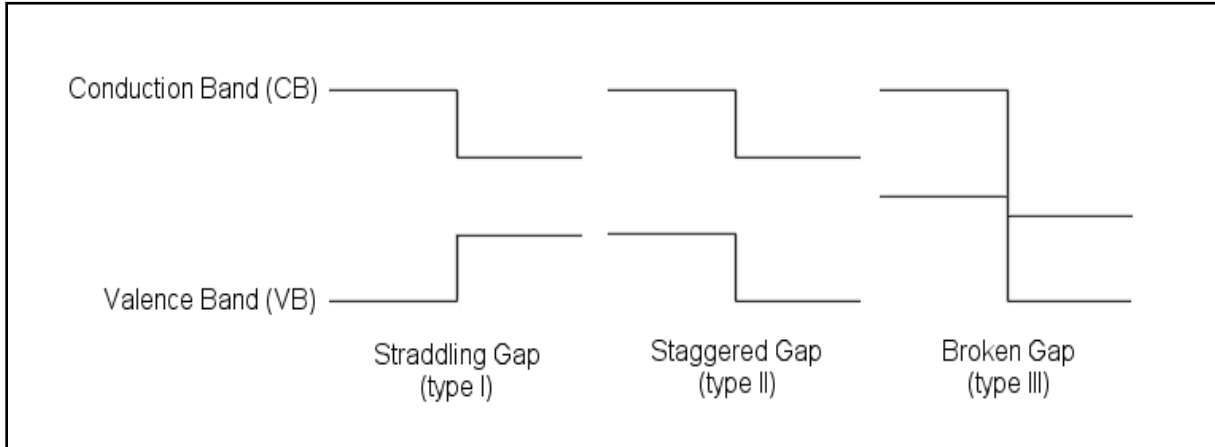 Conduction Band (CB)
Valence Band (VB)
Straddling Gap
(type I)
Staggered Gap
(type II)
Broken Gap
(type III)